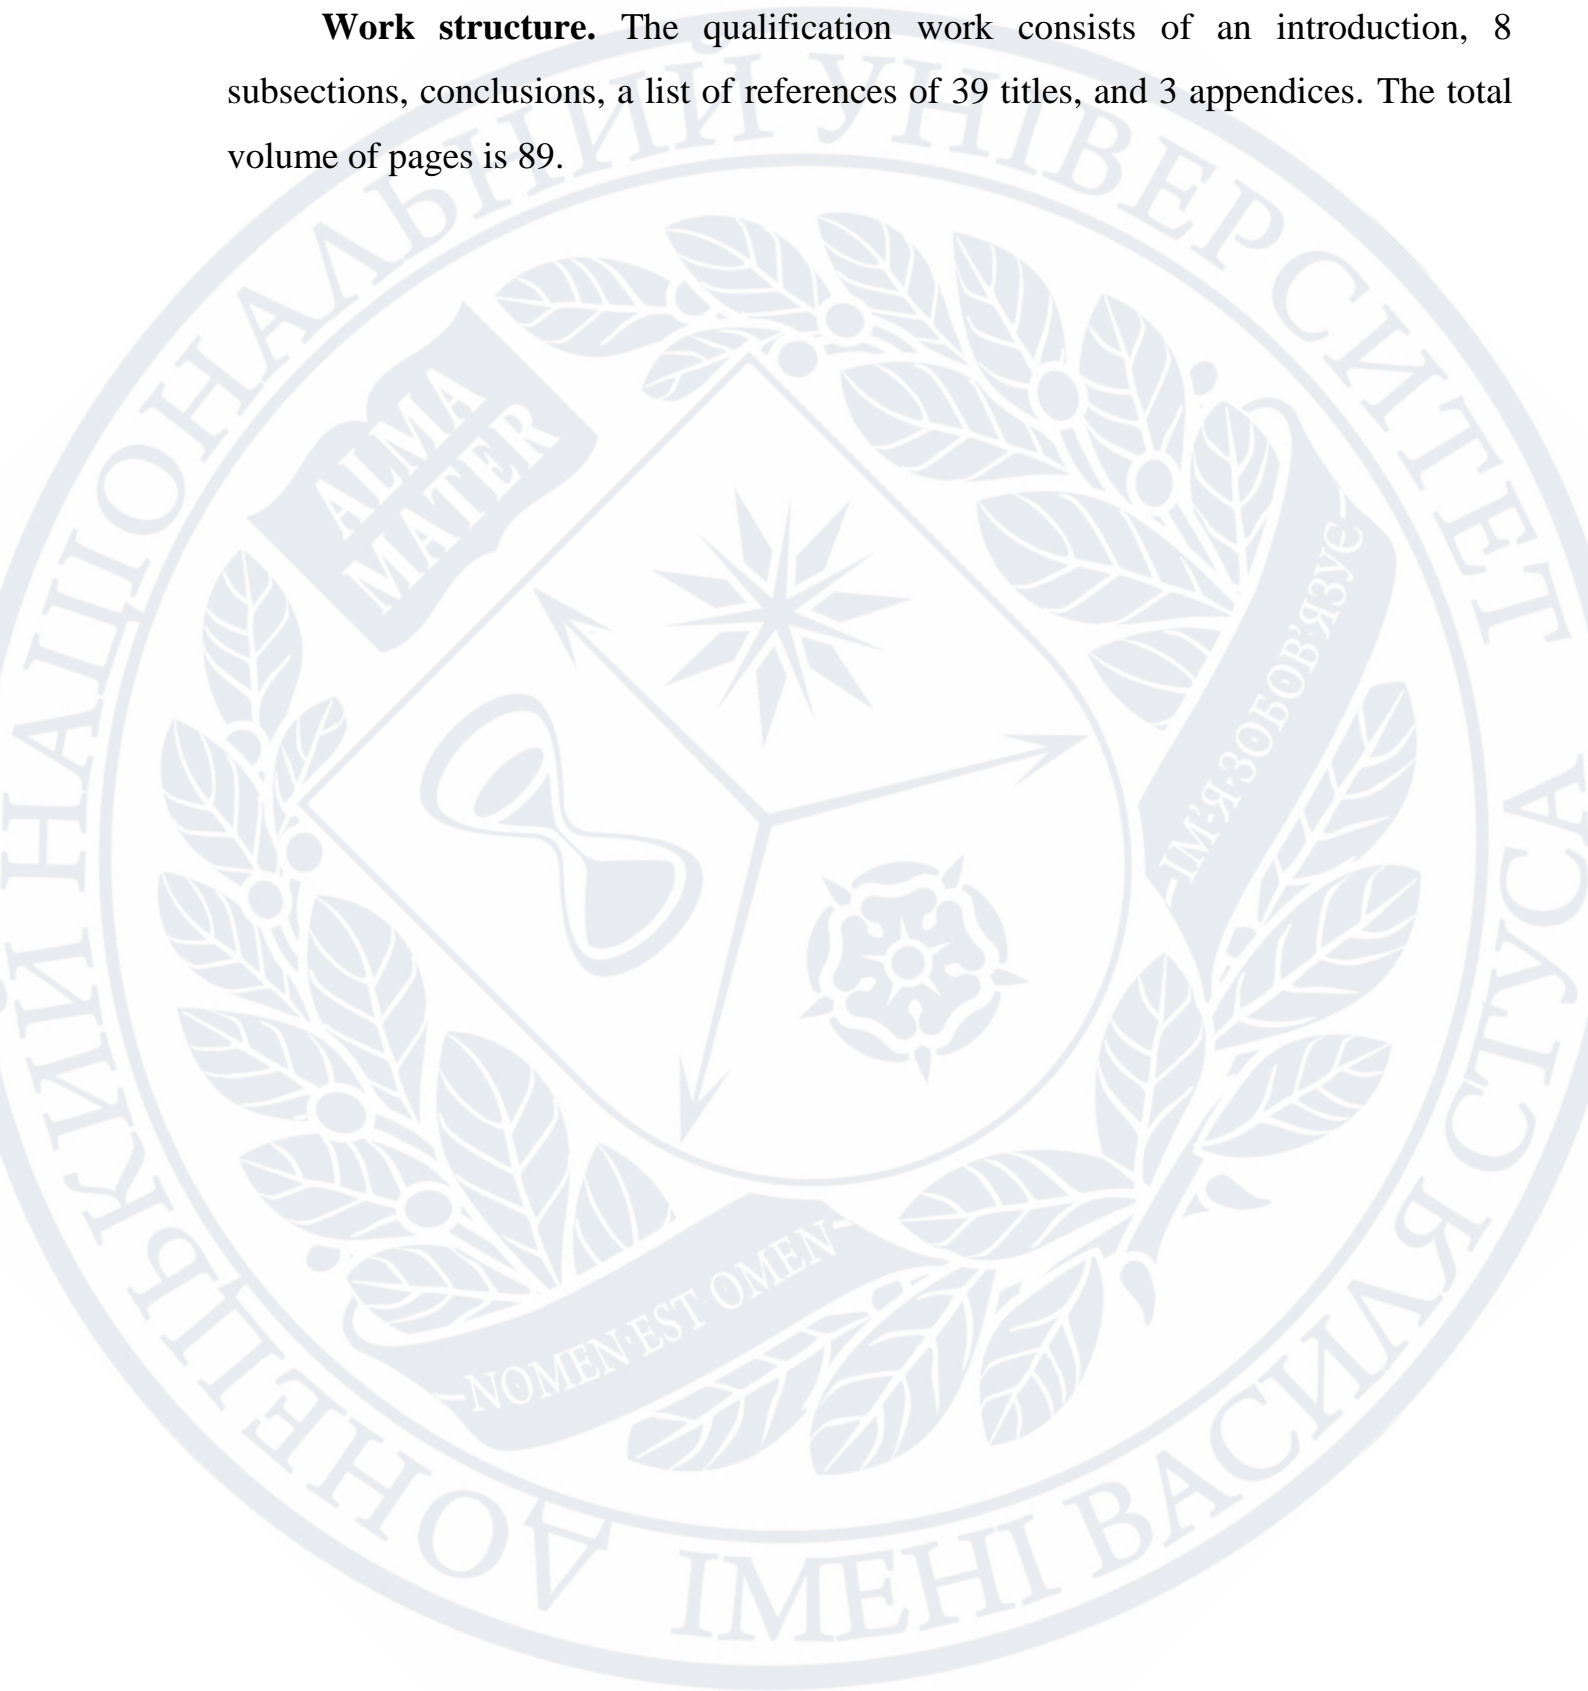 Work structure. The qualification work consists of an introduction, 8
subsections, conclusions, a list of references of 39 titles, and 3 appendices. The total
volume of pages is 89.
ДОНЕЦЬКИЙ НАЦІОНАЛЬНИЙ УНІВЕРСИТЕТ
ІМЕНІ ВАСИЛЯ СТУСА
ALMA
MATER
ІМ'Я·ЗОБОВ'ЯЗУЄ
NOMEN·EST·OMEN